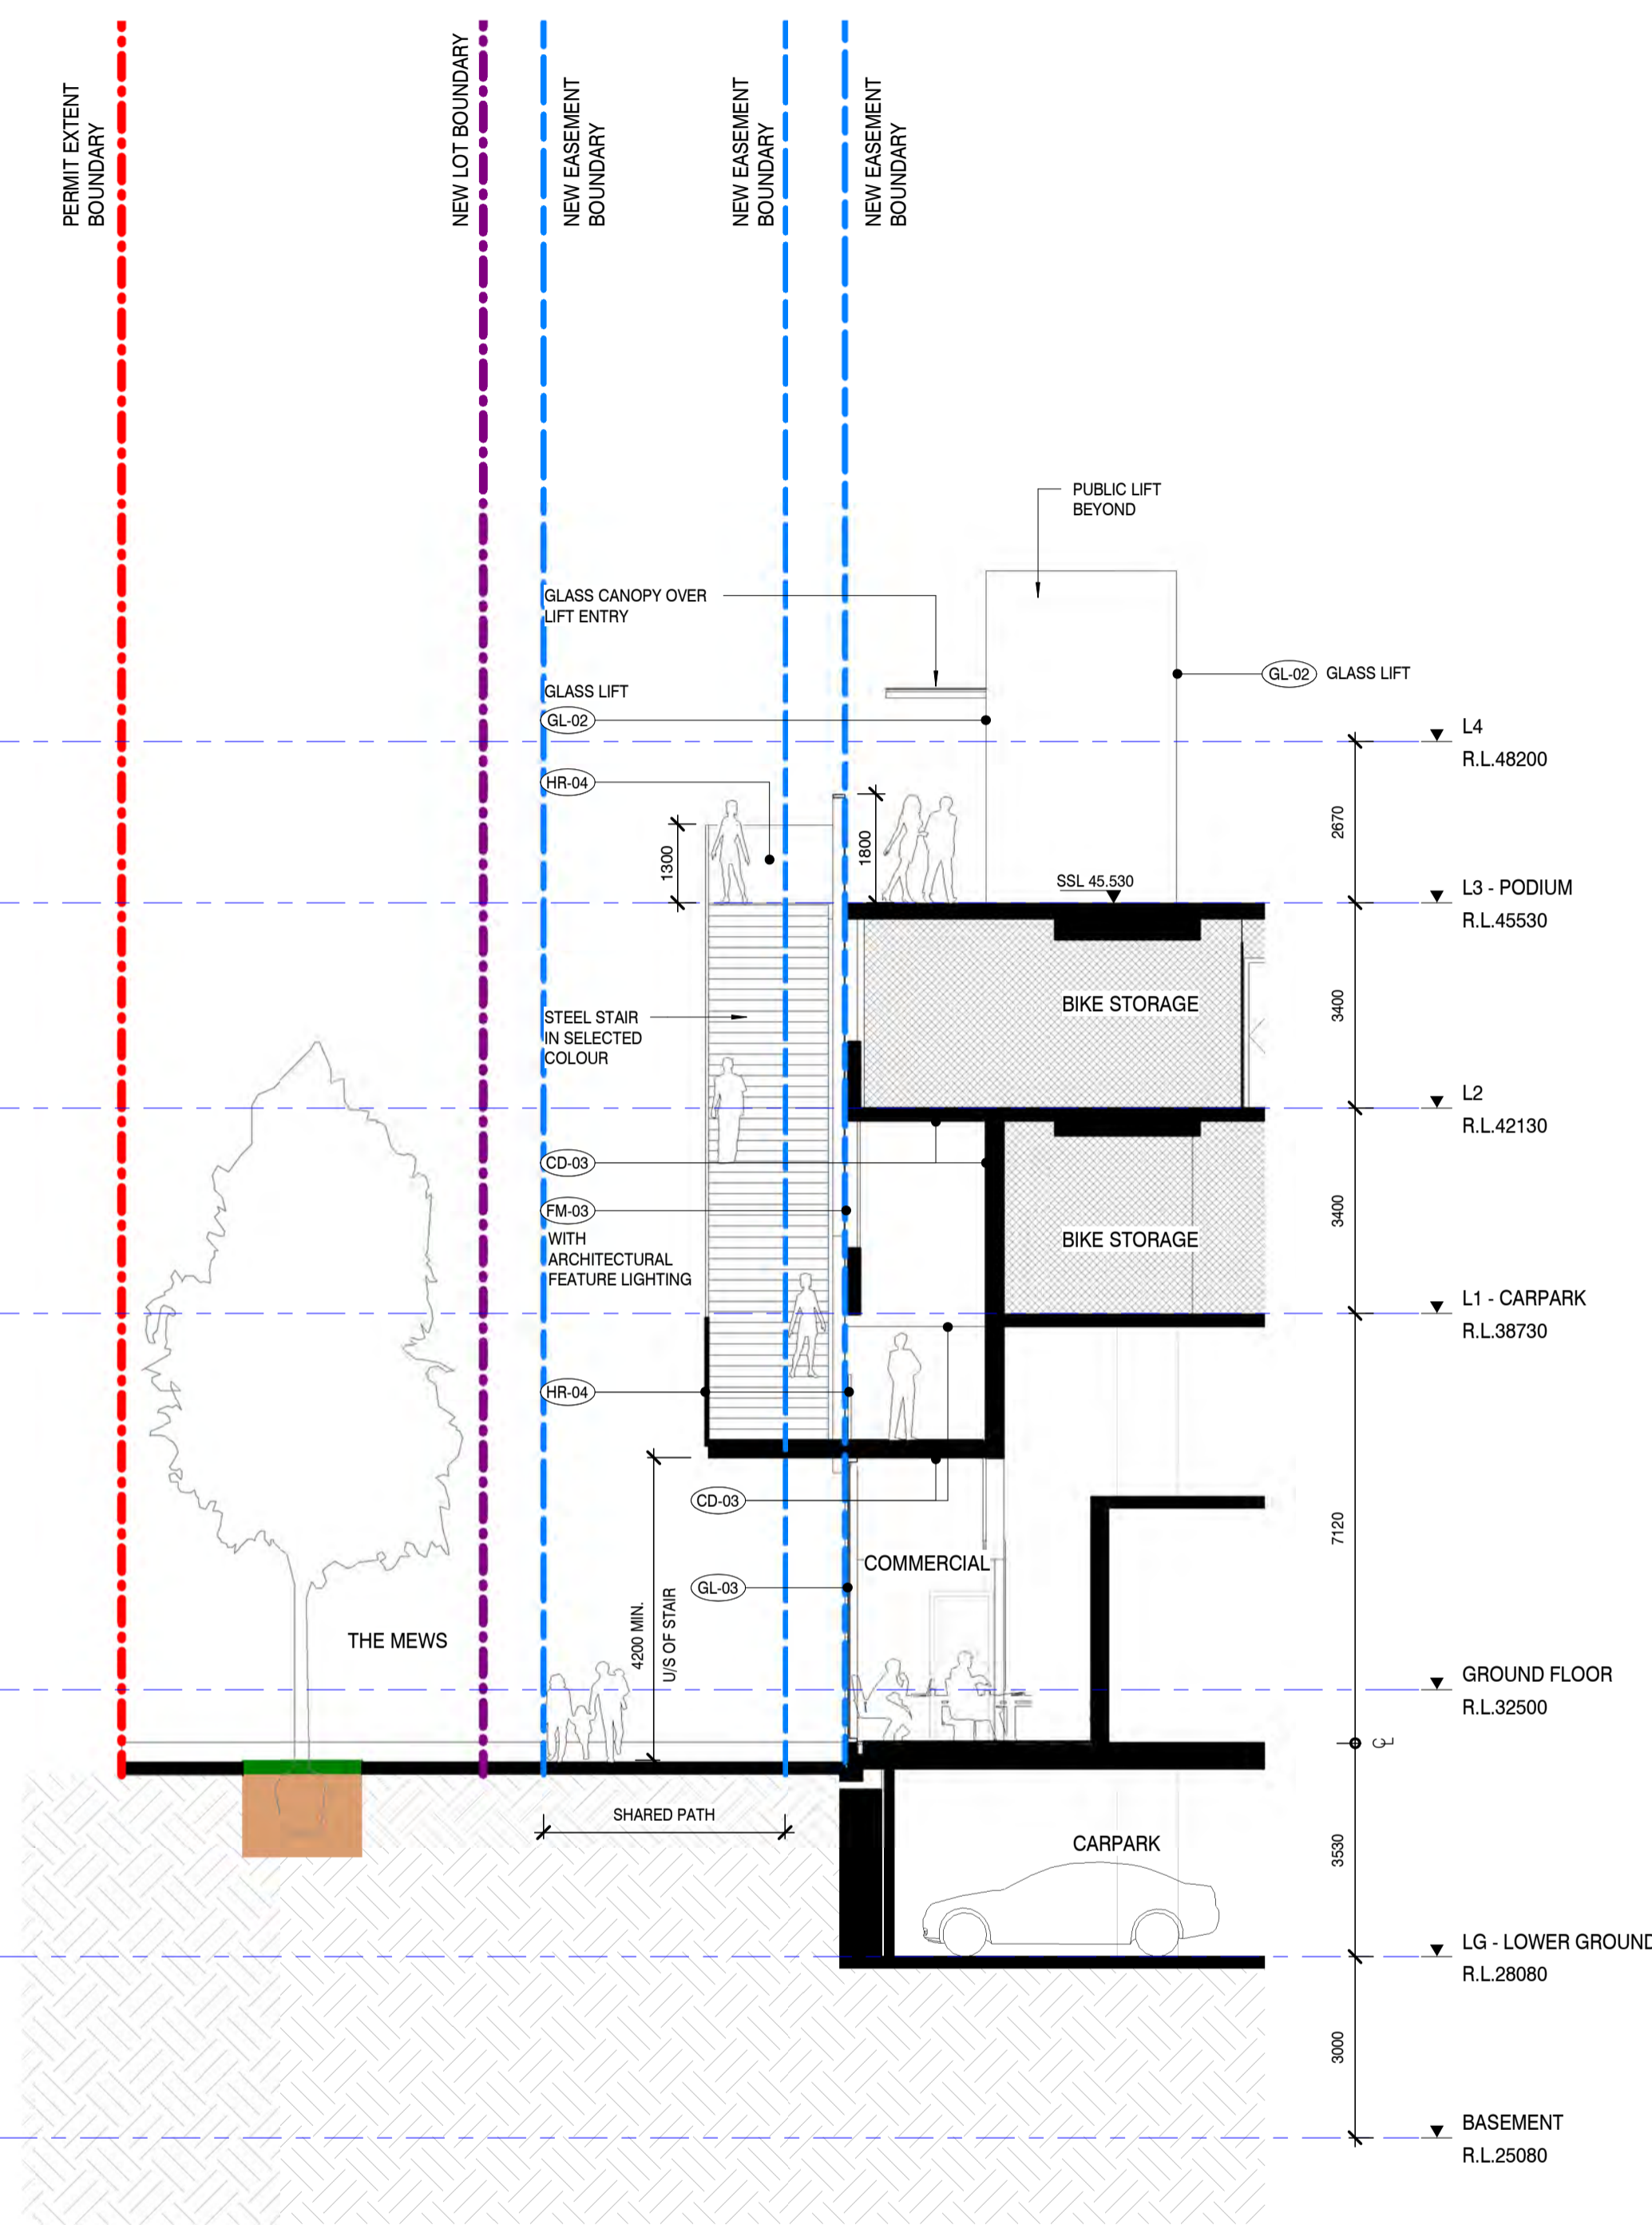 PERMIT EXTENT
BOUNDARY
NEW LOT BOUNDARY
NEW EASEMENT
BOUNDARY
NEW EASEMENT
BOUNDARY
NEW EASEMENT
BOUNDARY
PUBLIC LIFT
BEYOND
GLASS CANOPY OVER
LIFT ENTRY
GL-02
GLASS LIFT
GLASS LIFT
GL-02
L4
R.L.48200
HR-04
1300
1800
2670
SSL 45.530
L3 - PODIUM
R.L.45530
BIKE STORAGE
3400
STEEL STAIR
IN SELECTED
COLOUR
L2
R.L.42130
CD-03
FM-03
WITH
ARCHITECTURAL
FEATURE LIGHTING
BIKE STORAGE
3400
L1 - CARPARK
R.L.38730
HR-04
CD-03
7120
COMMERCIAL
GL-03
4200 MIN.
U/S OF STAIR
THE MEWS
GROUND FLOOR
R.L.32500
CL
SHARED PATH
CARPARK
3530
LG - LOWER GROUND
R.L.28080
3000
BASEMENT
R.L.25080